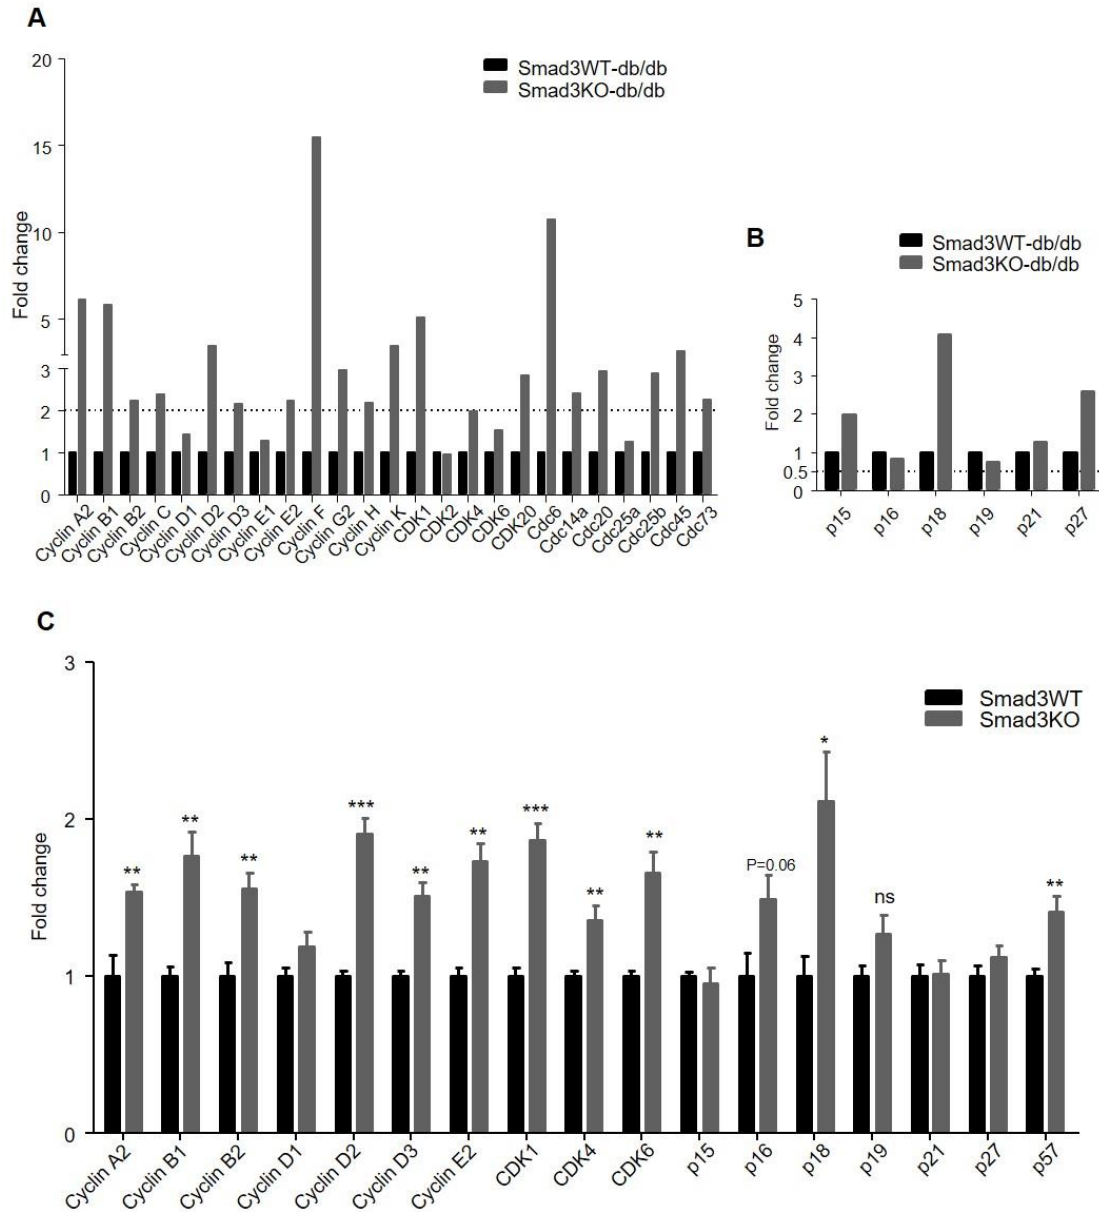 A
Smad3WT-db/db
Smad3KO-db/db
Fold change
20
15
10
5
3
2
1
0
Cyclin A2
Cyclin B1
Cyclin B2
Cyclin C
Cyclin D1
Cyclin D2
Cyclin D3
Cyclin E1
Cyclin E2
Cyclin F
Cyclin G2
Cyclin H
Cyclin K
CDK1
CDK2
CDK4
CDK6
CDK20
Cdc6
Cdc14a
Cdc20
Cdc25a
Cdc25b
Cdc45
Cdc73
B
Smad3WT-db/db
Smad3KO-db/db
Fold change
5
4
3
2
1
0.5
0
p15
p16
p18
p19
p21
p27
C
Smad3WT
Smad3KO
Fold change
3
2
1
0
**
**
**
***
**
**
***
**
**
P=0.06
*
ns
**
Cyclin A2
Cyclin B1
Cyclin B2
Cyclin D1
Cyclin D2
Cyclin D3
Cyclin E2
CDK1
CDK4
CDK6
p15
p16
p18
p19
p21
p27
p57